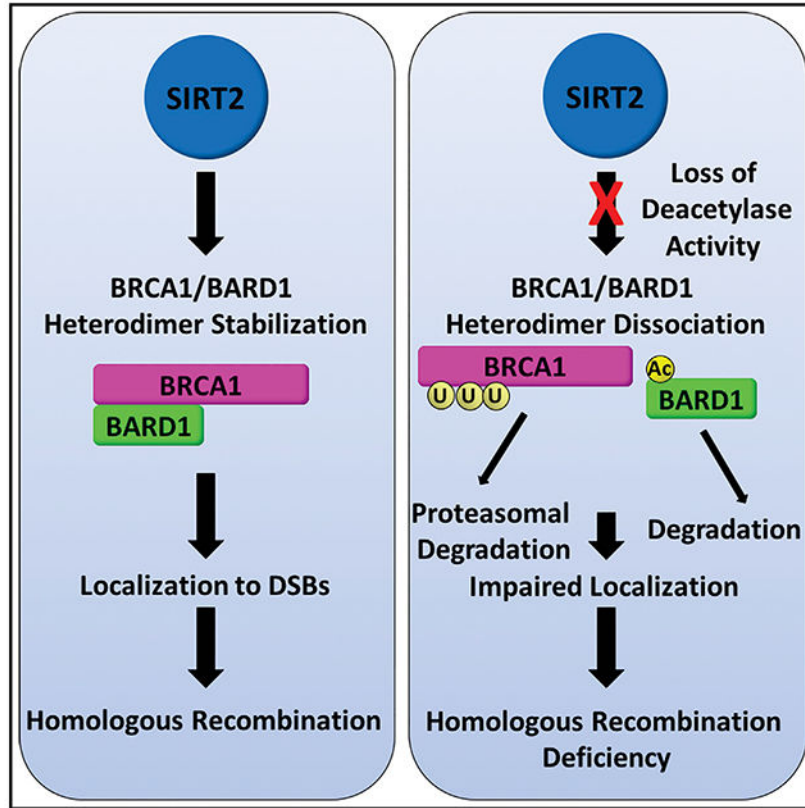 SIRT2
BRCA1/BARD1
Heterodimer Stabilization
BRCA1
BARD1
Localization to DSBs
Homologous Recombination
SIRT2
X
Loss of
Deacetylase
Activity
BRCA1/BARD1
Heterodimer Dissociation
BRCA1
U U U
Ac
BARD1
Proteasomal
Degradation
Degradation
Impaired Localization
Homologous Recombination
Deficiency